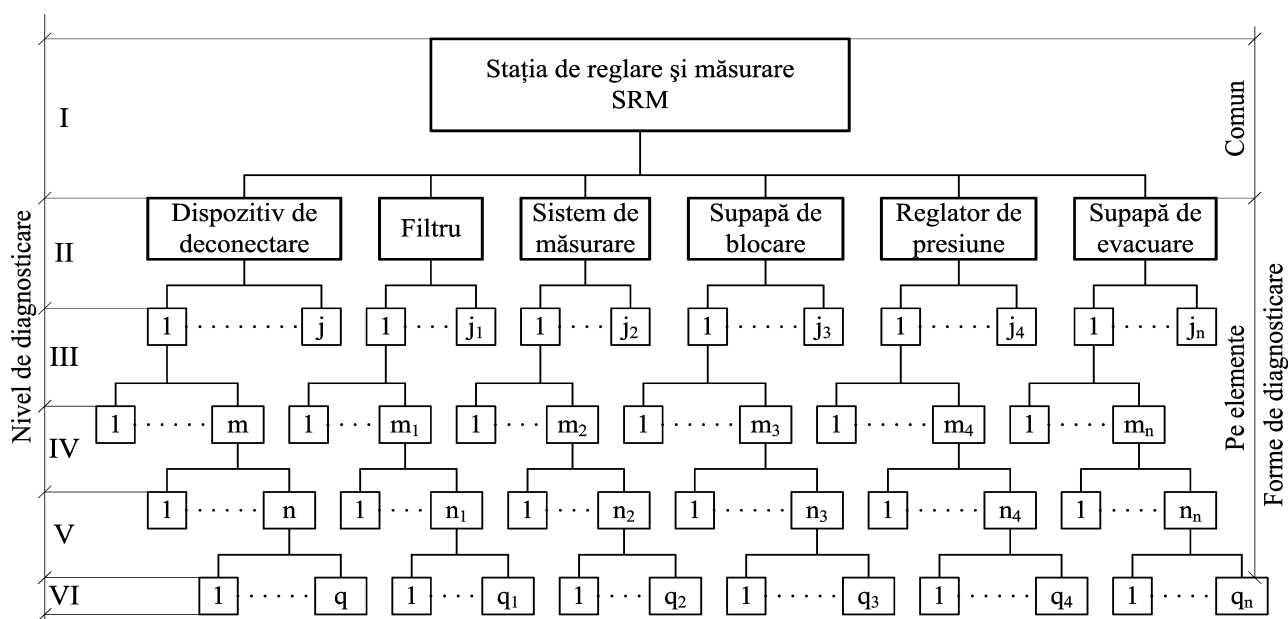 Stația de reglare și măsurare
SRM
I
Comun
Dispozitiv de
deconectare
Filtru
Sistem de
măsurare
Supapă de
blocare
Reglator de
presiune
Supapă de
evacuare
II
Nivel de diagnosticare
1 . . . . . . . . j
1 . . . . j₁
1 . . . . j₂
1 . . . . . j₃
1 . . . . . j₄
1 . . . . j₍n₎
III
Pe elemente
Forme de diagnosticare
1 . . . . . m
1 . . . . m₁
1 . . . . m₂
1 . . . . . . m₃
1 . . . . . m₄
1 . . . . . mₙ
IV
1 . . . . . n
1 . . . . n₁
1 . . . . n₂
1 . . . . . . n₃
1 . . . . . n₄
1 . . . . . nₙ
V
VI
1 . . . . . q
1 . . . . q₁
1 . . . . q₂
1 . . . . . . q₃
1 . . . . . q₄
1 . . . . . qₙ